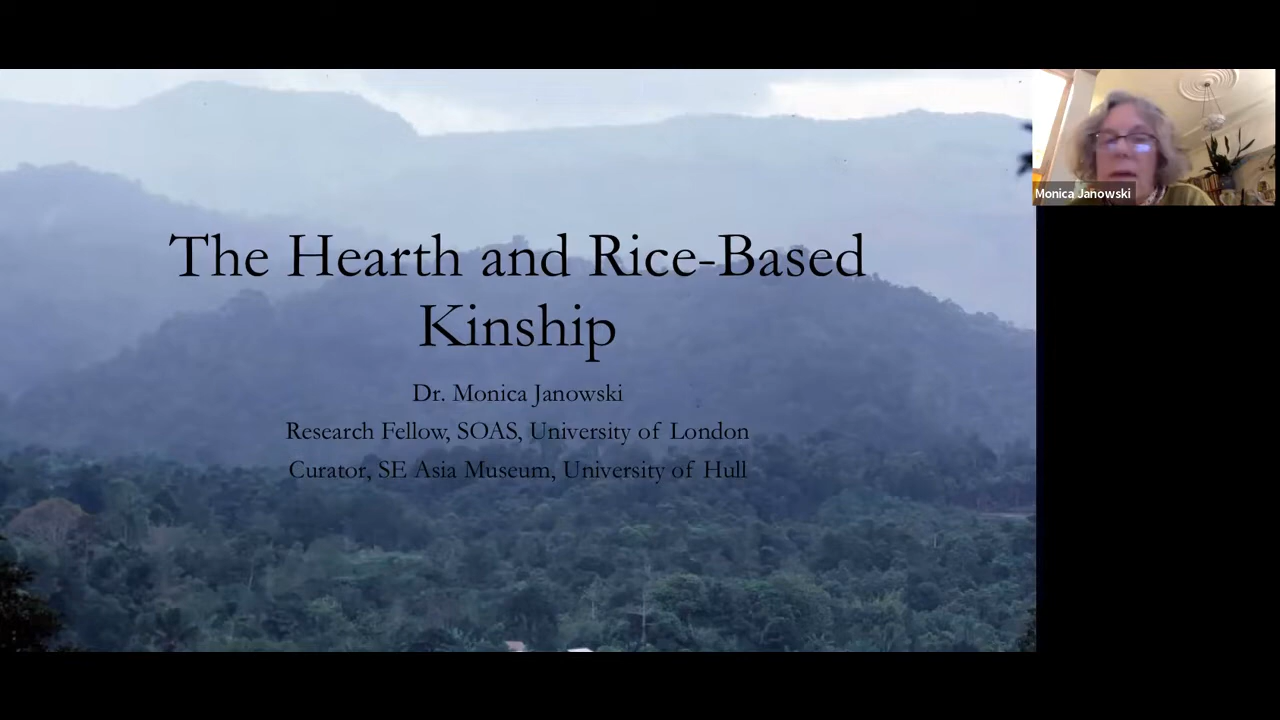 The Hearth and Rice-Based
Kinship
Dr. Monica Janowski
Research Fellow, SOAS, University of London
Curator, SE Asia Museum, University of Hull
Monica Janowski